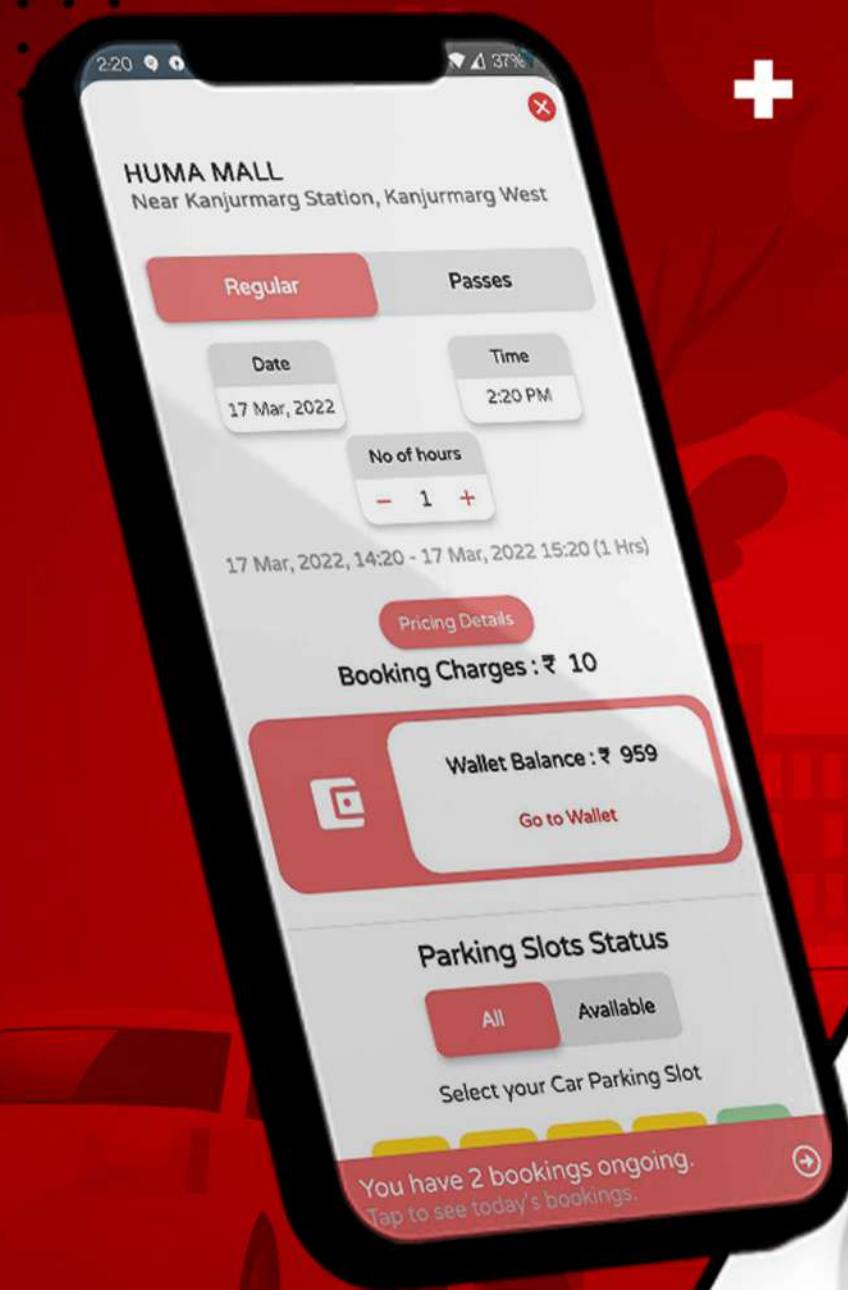 2:20 37%
HUMA MALL
Near Kanjurmarg Station, Kanjurmarg West
Regular Passes
Date Time
17 Mar, 2022 2:20 PM
No of hours
− 1 +
17 Mar, 2022, 14:20 - 17 Mar, 2022 15:20 (1 Hrs)
Pricing Details
Booking Charges : ₹ 10
Wallet Balance : ₹ 959
Go to Wallet
Parking Slots Status
All Available
Select your Car Parking Slot
You have 2 bookings ongoing.
Tap to see today's bookings.